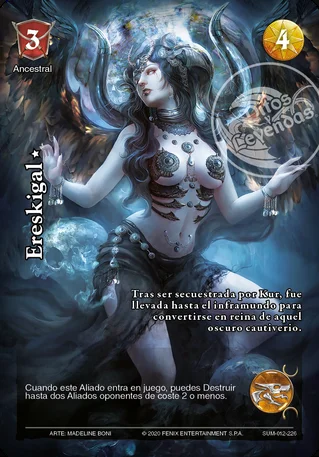 3
4
Ancestral
Mitos
y
Leyendas
Ereskigal
Tras ser secuestrada por Kur, fue
llevada hasta el inframundo para
convertirse en reina de aquel
oscuro cautiverio.
Cuando este Aliado entra en juego, puedes Destruir
hasta dos Aliados oponentes de coste 2 o menos.
ARTE: MADELINE BONI © 2020 FENIX ENTERTAINMENT S.P.A. SUM-012-226